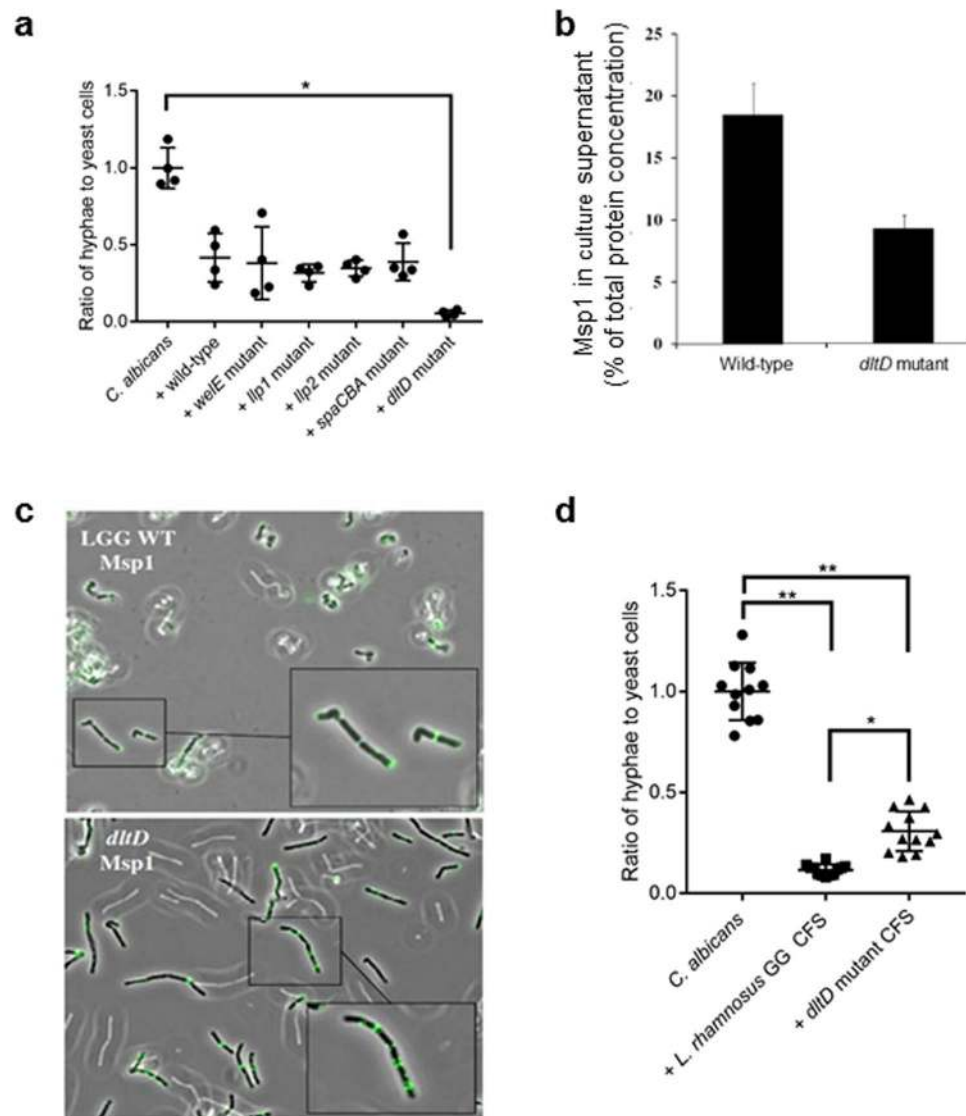 a
*
Ratio of hyphae to yeast cells
1.5
1.0
0.5
0.0
C. albicans
+ wild-type
+ welE mutant
+ llp1 mutant
+ llp2 mutant
+ spaCBA mutant
+ dltD mutant
b
Msp1 in culture supernatant
(% of total protein concentration)
25
20
15
10
5
0
Wild-type
dltD mutant
c
LGG WT
Msp1
dltD
Msp1
d
**
**
*
Ratio of hyphae to yeast cells
1.5
1.0
0.5
0.0
C. albicans
+ L. rhamnosus GG CFS
+ dltD mutant CFS